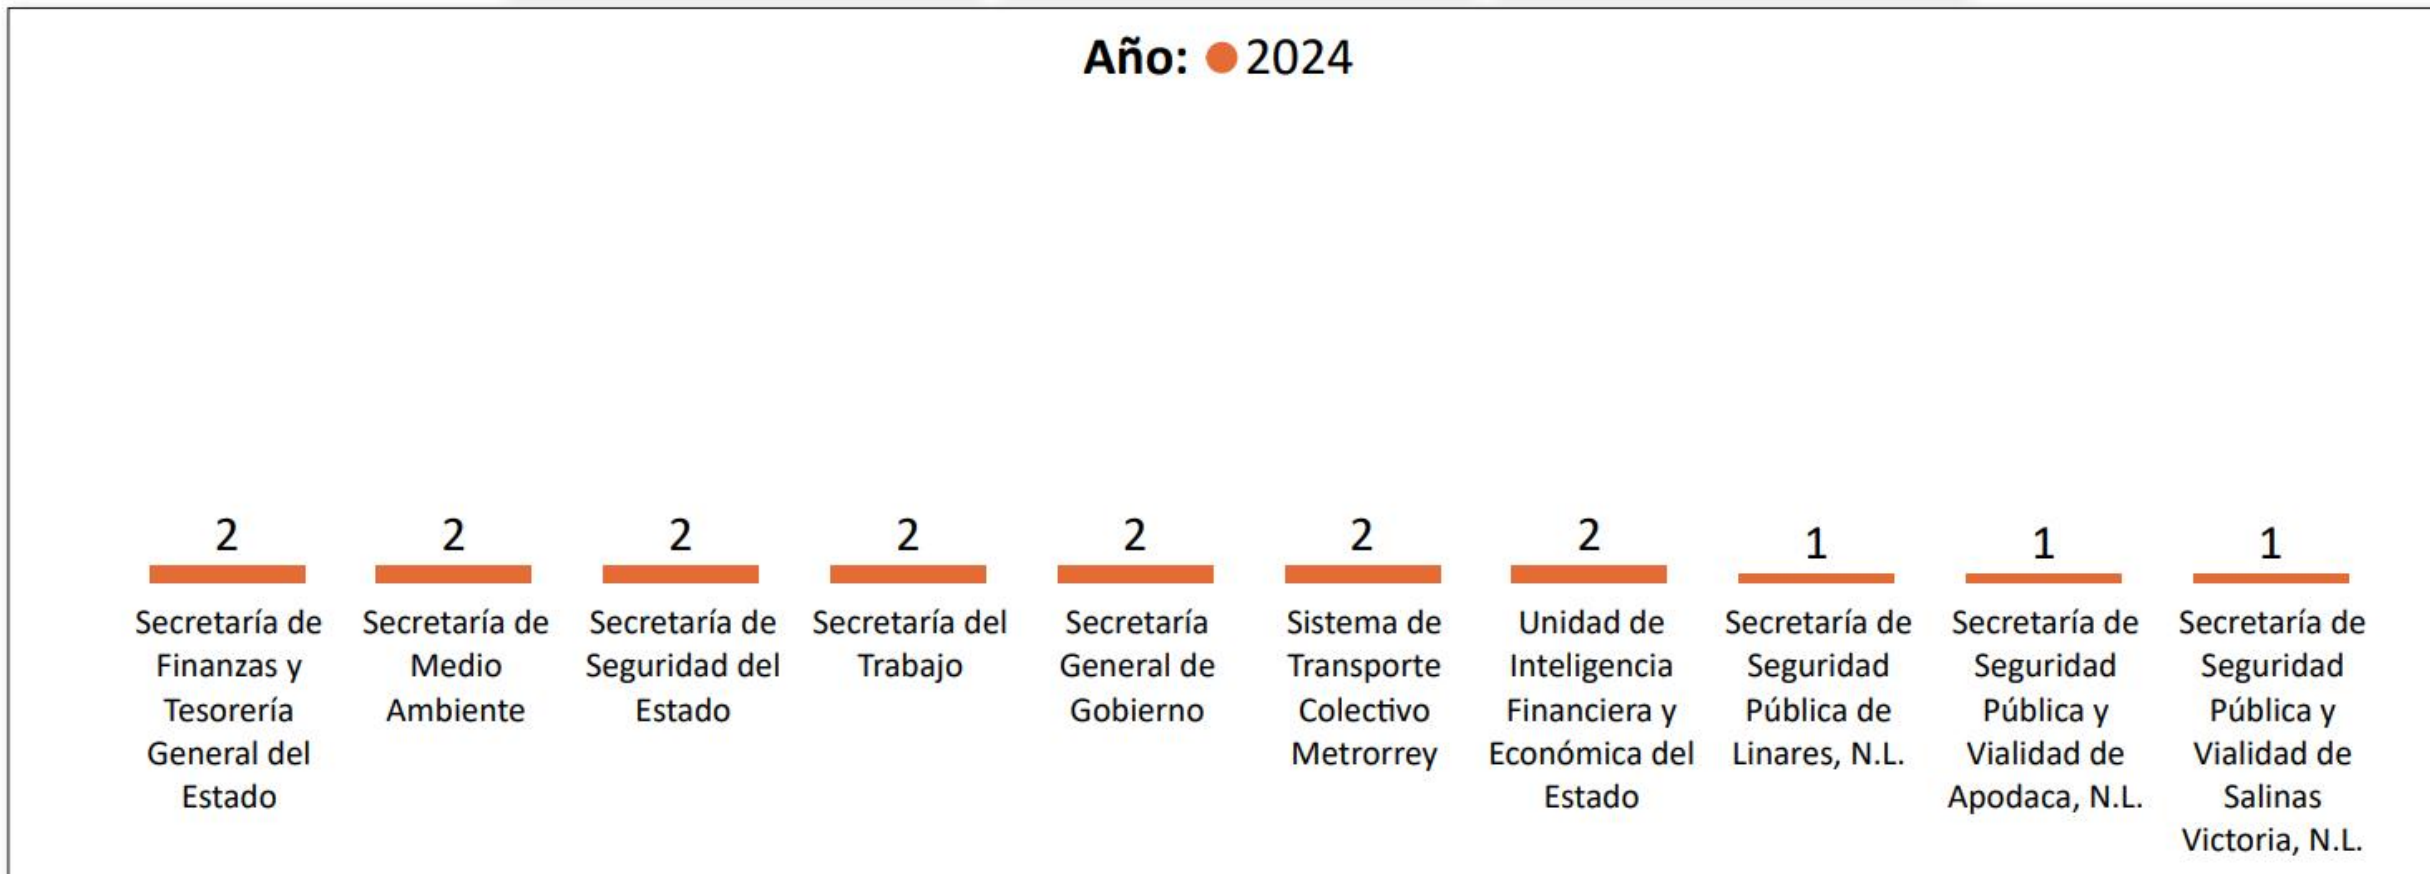 Año: 2024
2
2
2
2
2
2
2
1
1
1
Secretaría de
Finanzas y
Tesorería
General del
Estado
Secretaría de
Medio
Ambiente
Secretaría de
Seguridad del
Estado
Secretaría del
Trabajo
Secretaría
General de
Gobierno
Sistema de
Transporte
Colectivo
Metrorrey
Unidad de
Inteligencia
Financiera y
Económica del
Estado
Secretaría de
Seguridad
Pública de
Linares, N.L.
Secretaría de
Seguridad
Pública y
Vialidad de
Apodaca, N.L.
Secretaría de
Seguridad
Pública y
Vialidad de
Salinas
Victoria, N.L.